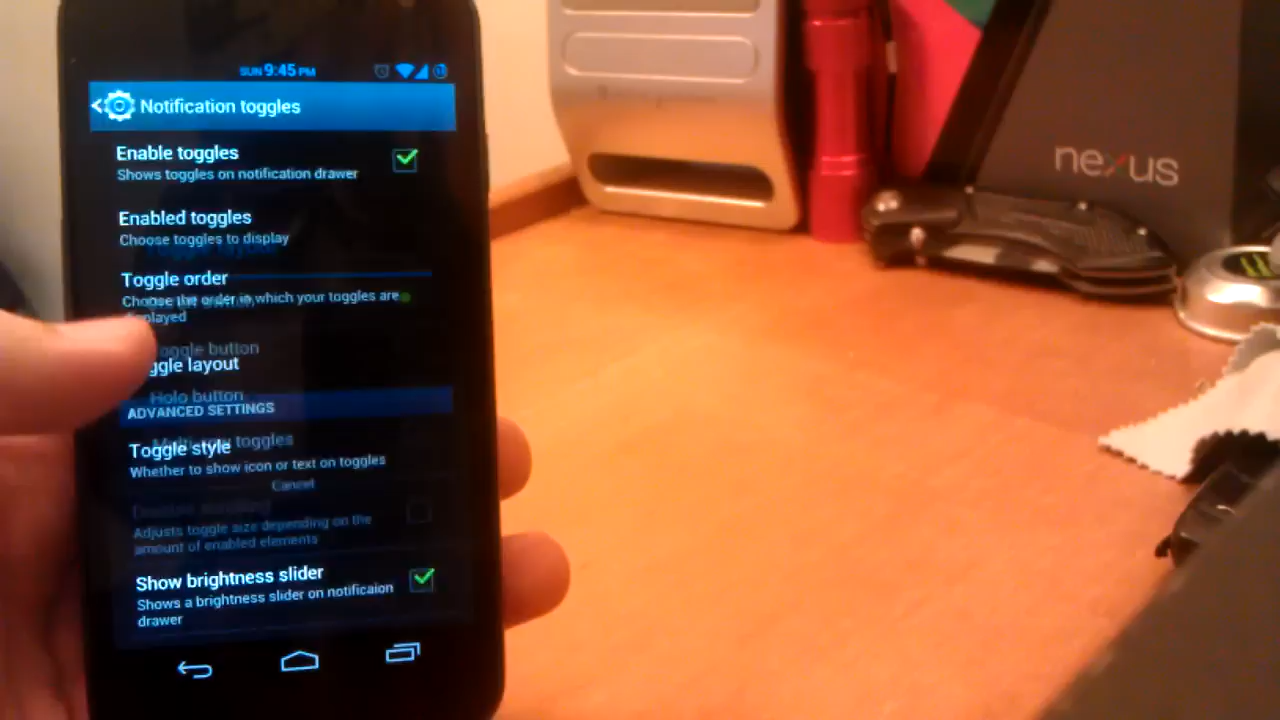 SUN 9:45 PM
Notification toggles
Enable toggles
Shows toggles on notification drawer
Enabled toggles
Choose toggles to display
Toggle order
Choose the order in which your toggles are
displayed
Toggle button
Toggle layout
Holo button
ADVANCED SETTINGS
toggles
Toggle style
Whether to show icon or text on toggles
Cancel
Adjusts toggle size depending on the
amount of enabled elements
Show brightness slider
Shows a brightness slider on notificaion
drawer
nexus